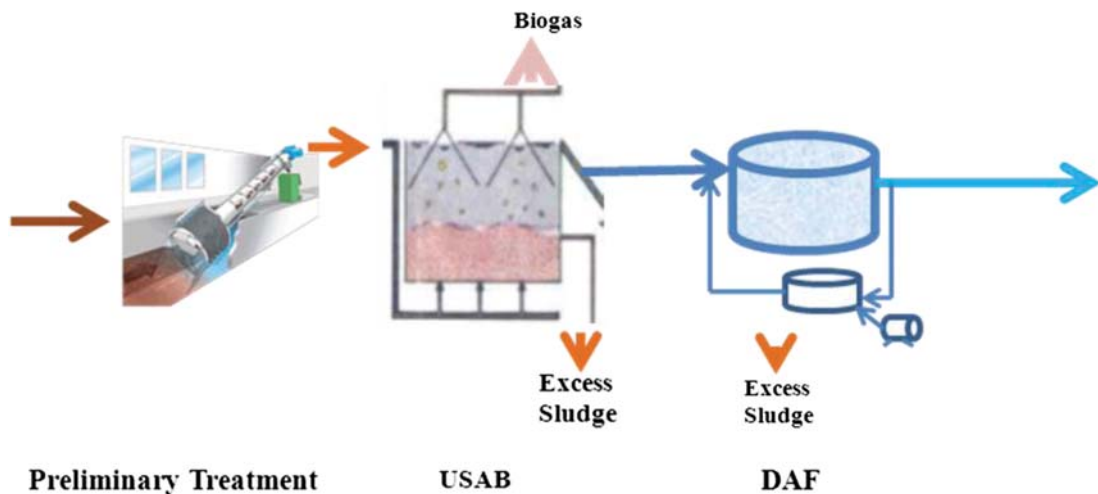 Biogas
Excess
Sludge
Excess
Sludge
Preliminary Treatment
USAB
DAF